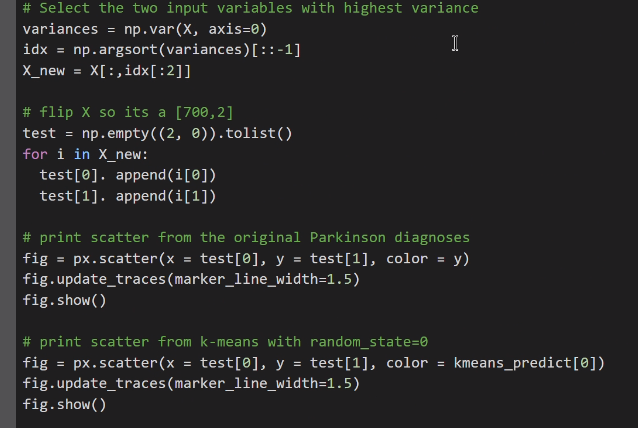 # Select the two input variables with highest variance
variances = np.var(X, axis=0)
idx = np.argsort(variances)[::-1]
X_new = X[:,idx[:2]]
# flip X so its a [700,2]
test = np.empty((2, 0)).tolist()
for i in X_new:
  test[0]. append(i[0])
  test[1]. append(i[1])
# print scatter from the original Parkinson diagnoses
fig = px.scatter(x = test[0], y = test[1], color = y)
fig.update_traces(marker_line_width=1.5)
fig.show()
# print scatter from k-means with random_state=0
fig = px.scatter(x = test[0], y = test[1], color = kmeans_predict[0])
fig.update_traces(marker_line_width=1.5)
fig.show()